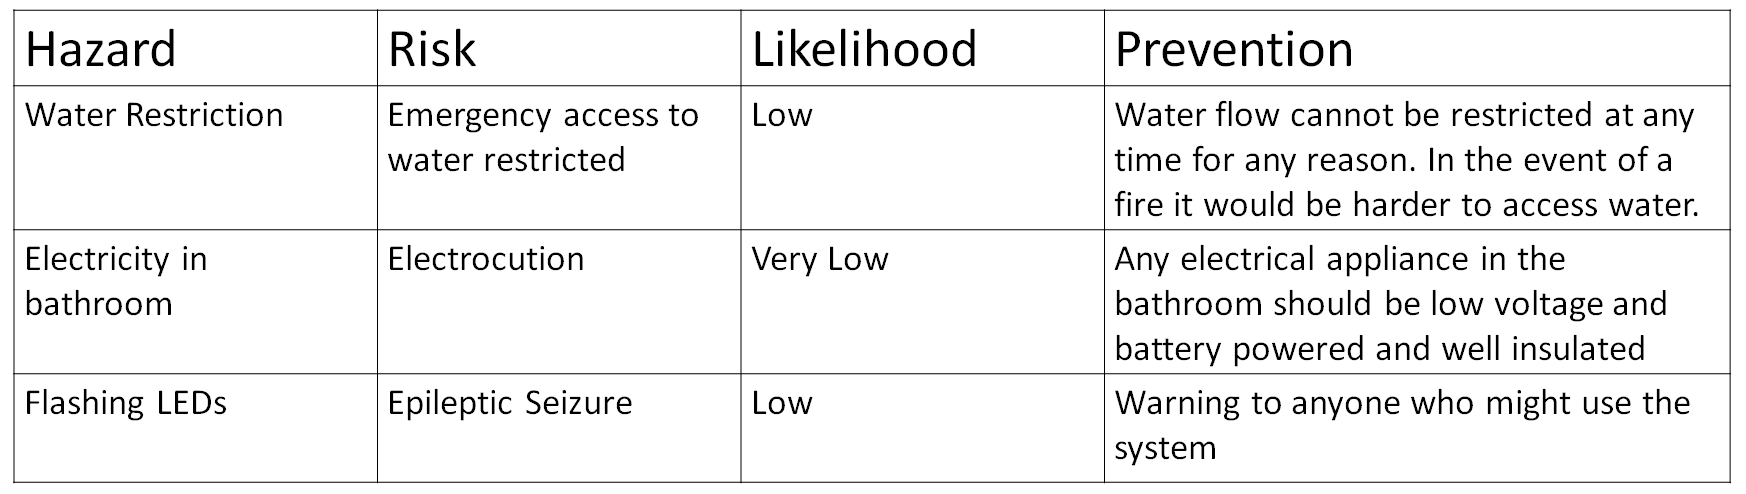 Hazard Risk Likelihood Prevention
Water Restriction
Emergency access to
water restricted
Low
Water flow cannot be restricted at any
time for any reason. In the event of a
fire it would be harder to access water.
Electricity in
bathroom
Electrocution
Very Low
Any electrical appliance in the
bathroom should be low voltage and
battery powered and well insulated
Flashing LEDs
Epileptic Seizure
Low
Warning to anyone who might use the
system